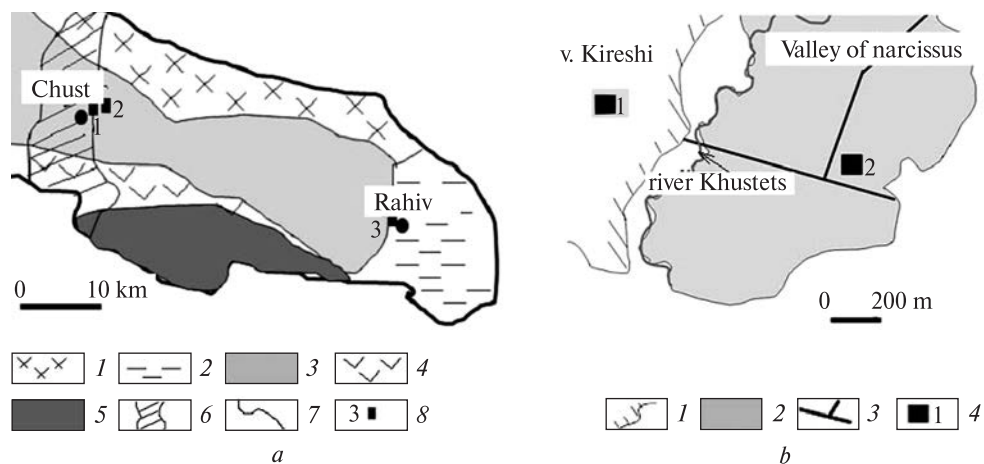 Chust
2
1
Rahiv
3
0 10 km
1 2 3 4
5 6 7 3 8
a
v. Kireshi
Valley of narcissus
1
2
river Khustets
0 200 m
1 2 3 1 4
b